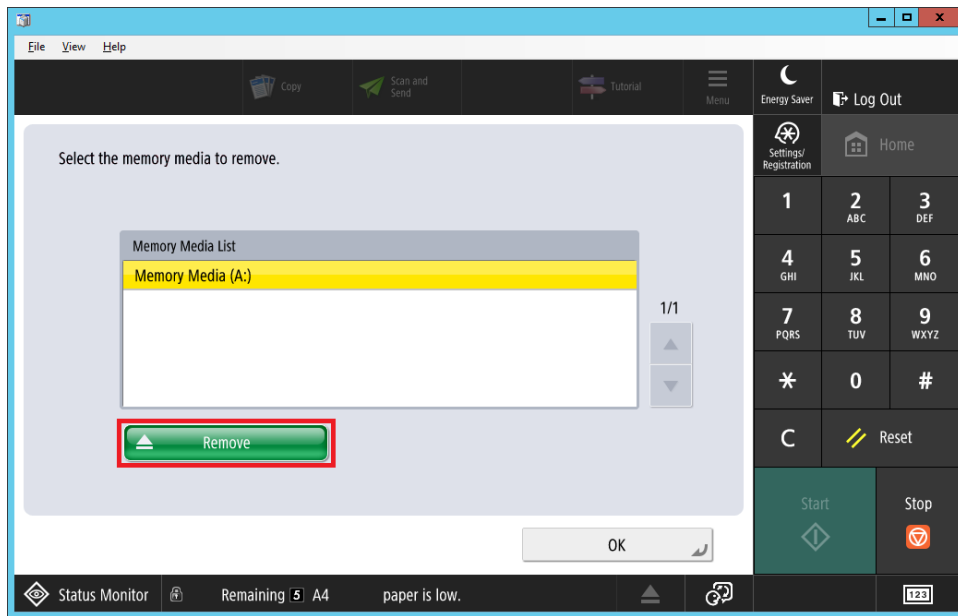 x
File View Help
Copy
Scan and
Send
Tutorial
Menu
Energy Saver
Log Out
Settings/
Registration
Home
Select the memory media to remove.
Memory Media List
Memory Media (A:)
1/1
Remove
OK
1
2
ABC
3
DEF
4
GHI
5
JKL
6
MNO
7
PQRS
8
TUV
9
WXYZ
*
0
#
C
Reset
Start
Stop
Status Monitor
Remaining 5 A4 paper is low.
123